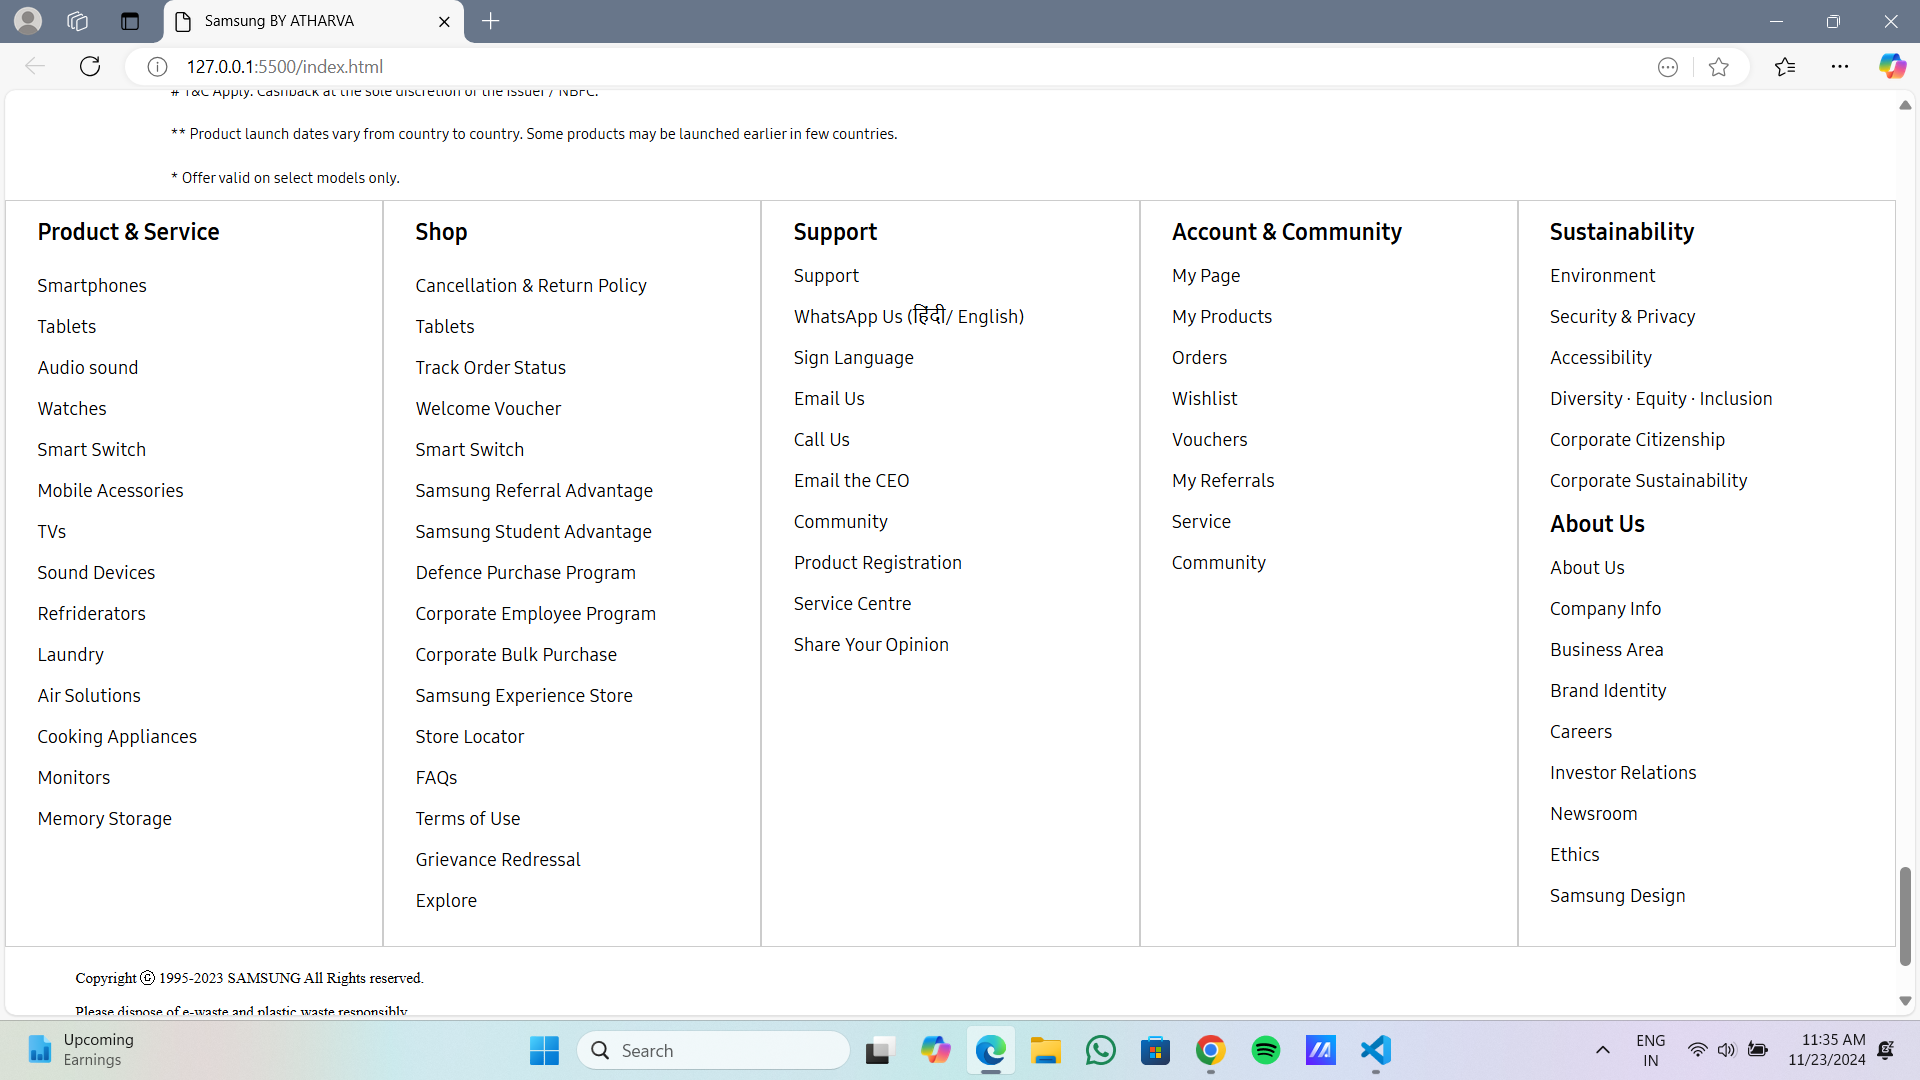 Samsung BY ATHARVA
127.0.0.1:5500/index.html
# T&C Apply. Cashback at the sole discretion of the issuer / NBFC.
** Product launch dates vary from country to country. Some products may be launched earlier in few countries.
* Offer valid on select models only.
Product & Service
Smartphones
Tablets
Audio sound
Watches
Smart Switch
Mobile Acessories
TVs
Sound Devices
Refriderators
Laundry
Air Solutions
Cooking Appliances
Monitors
Memory Storage
Shop
Cancellation & Return Policy
Tablets
Track Order Status
Welcome Voucher
Smart Switch
Samsung Referral Advantage
Samsung Student Advantage
Defence Purchase Program
Corporate Employee Program
Corporate Bulk Purchase
Samsung Experience Store
Store Locator
FAQs
Terms of Use
Grievance Redressal
Explore
Support
Support
WhatsApp Us (हिंदी/ English)
Sign Language
Email Us
Call Us
Email the CEO
Community
Product Registration
Service Centre
Share Your Opinion
Account & Community
My Page
My Products
Orders
Wishlist
Vouchers
My Referrals
Service
Community
Sustainability
Environment
Security & Privacy
Accessibility
Diversity · Equity · Inclusion
Corporate Citizenship
Corporate Sustainability
About Us
About Us
Company Info
Business Area
Brand Identity
Careers
Investor Relations
Newsroom
Ethics
Samsung Design
Copyright ⓒ 1995-2023 SAMSUNG All Rights reserved.
Please dispose of e-waste and plastic waste responsibly.
Upcoming
Earnings
Search
ENG
IN
11:35 AM
11/23/2024